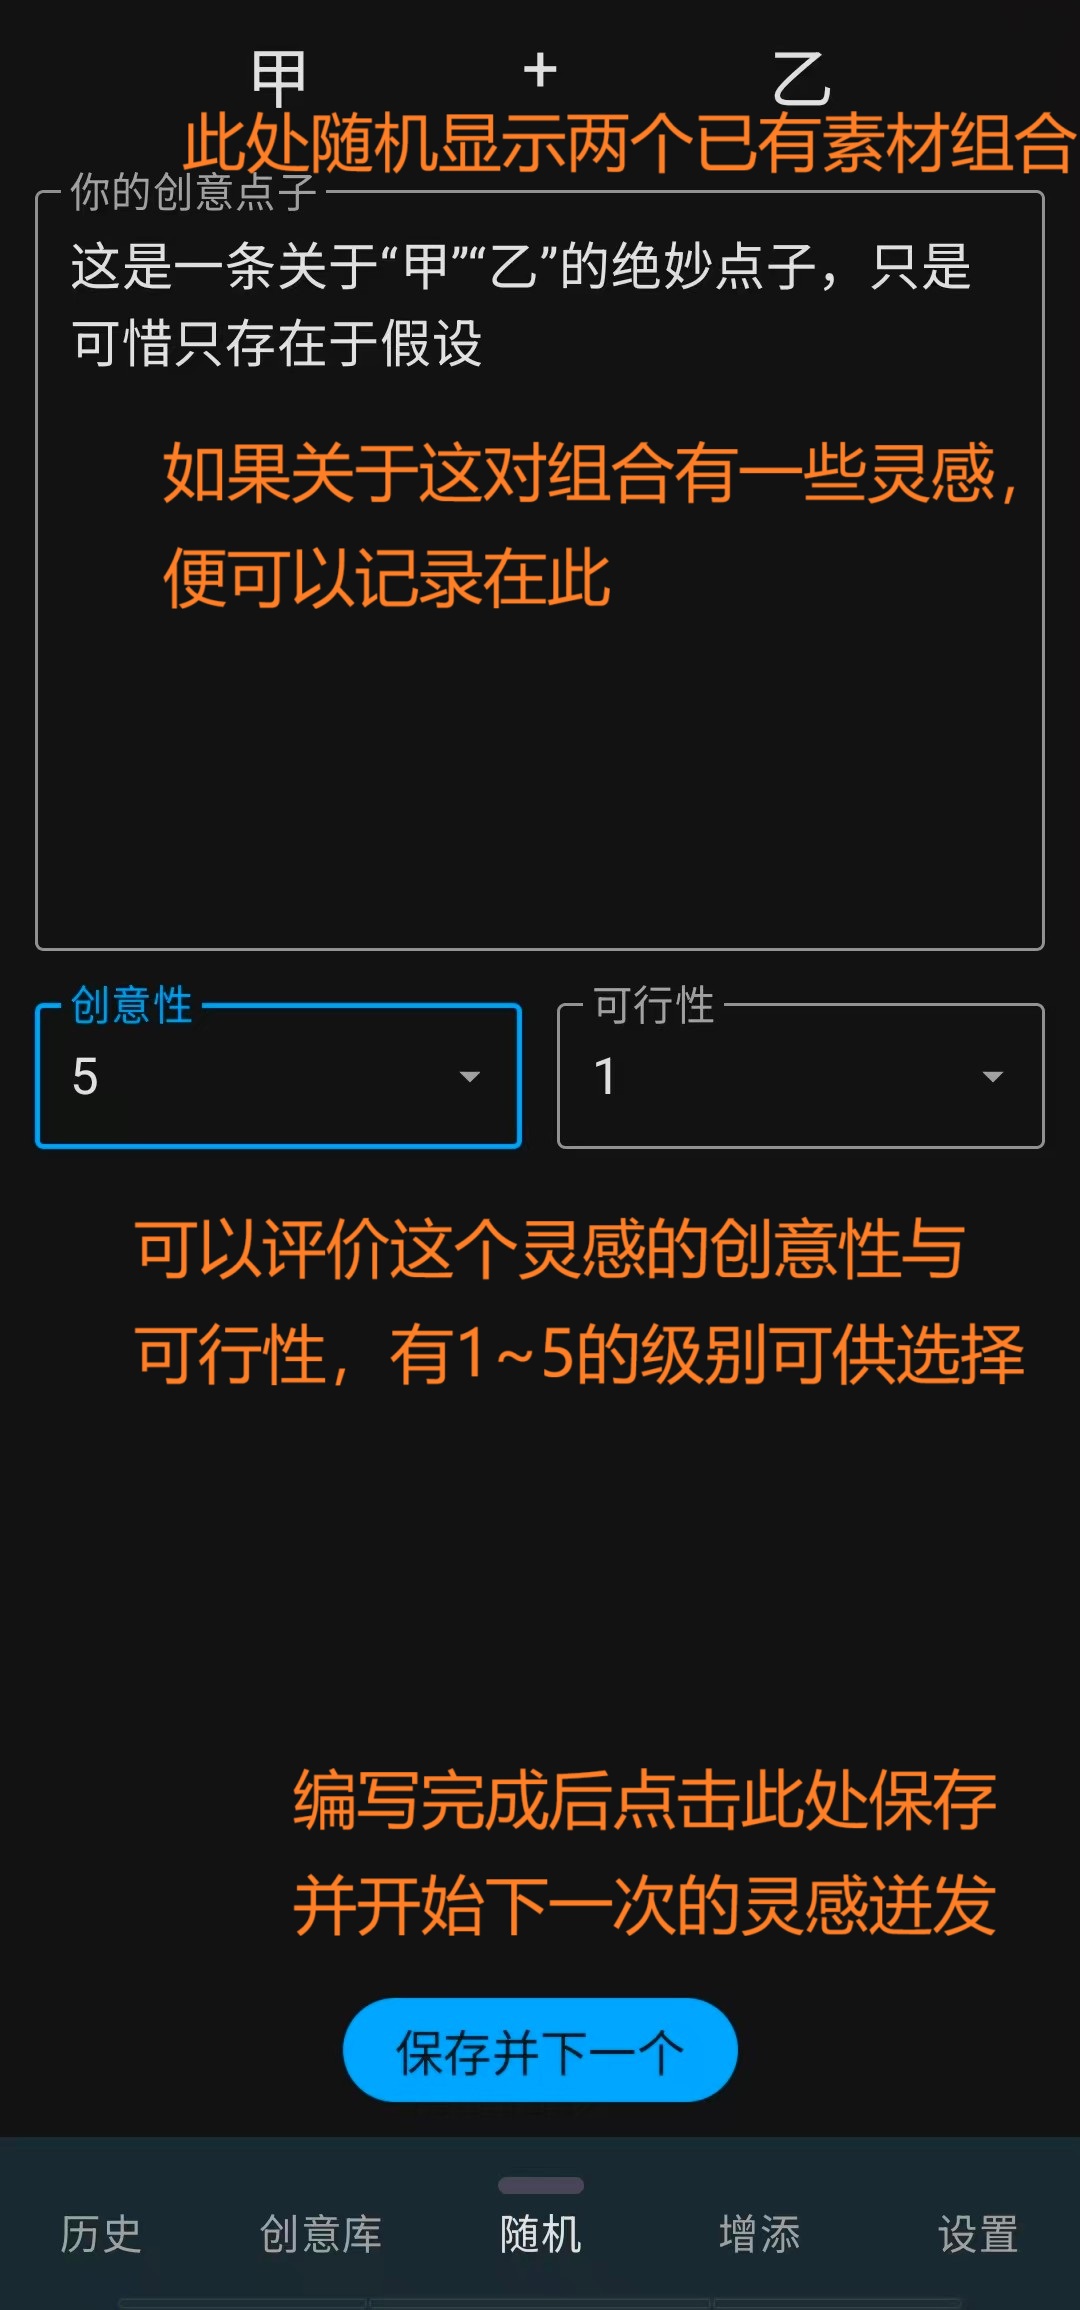 甲 + 乙
此处随机显示两个已有素材组合
你的创意点子
这是一条关于“甲”“乙”的绝妙点子，只是
可惜只存在于假设
如果关于这对组合有一些灵感，
便可以记录在此
创意性 可行性
5 1
可以评价这个灵感的创意性与
可行性，有1~5的级别可供选择
编写完成后点击此处保存
并开始下一次的灵感迸发
保存并下一个
历史 创意库 随机 增添 设置